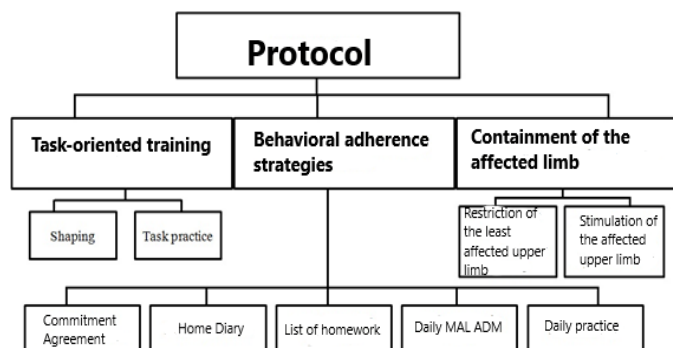 Protocol
Task-oriented training
Behavioral adherence
strategies
Containment of the
affected limb
Shaping
Task practice
Restriction of
the least
affected upper
limb
Stimulation of
the affected
upper limb
Commitment
Agreement
Home Diary
List of homework
Daily MAL ADM
Daily practice